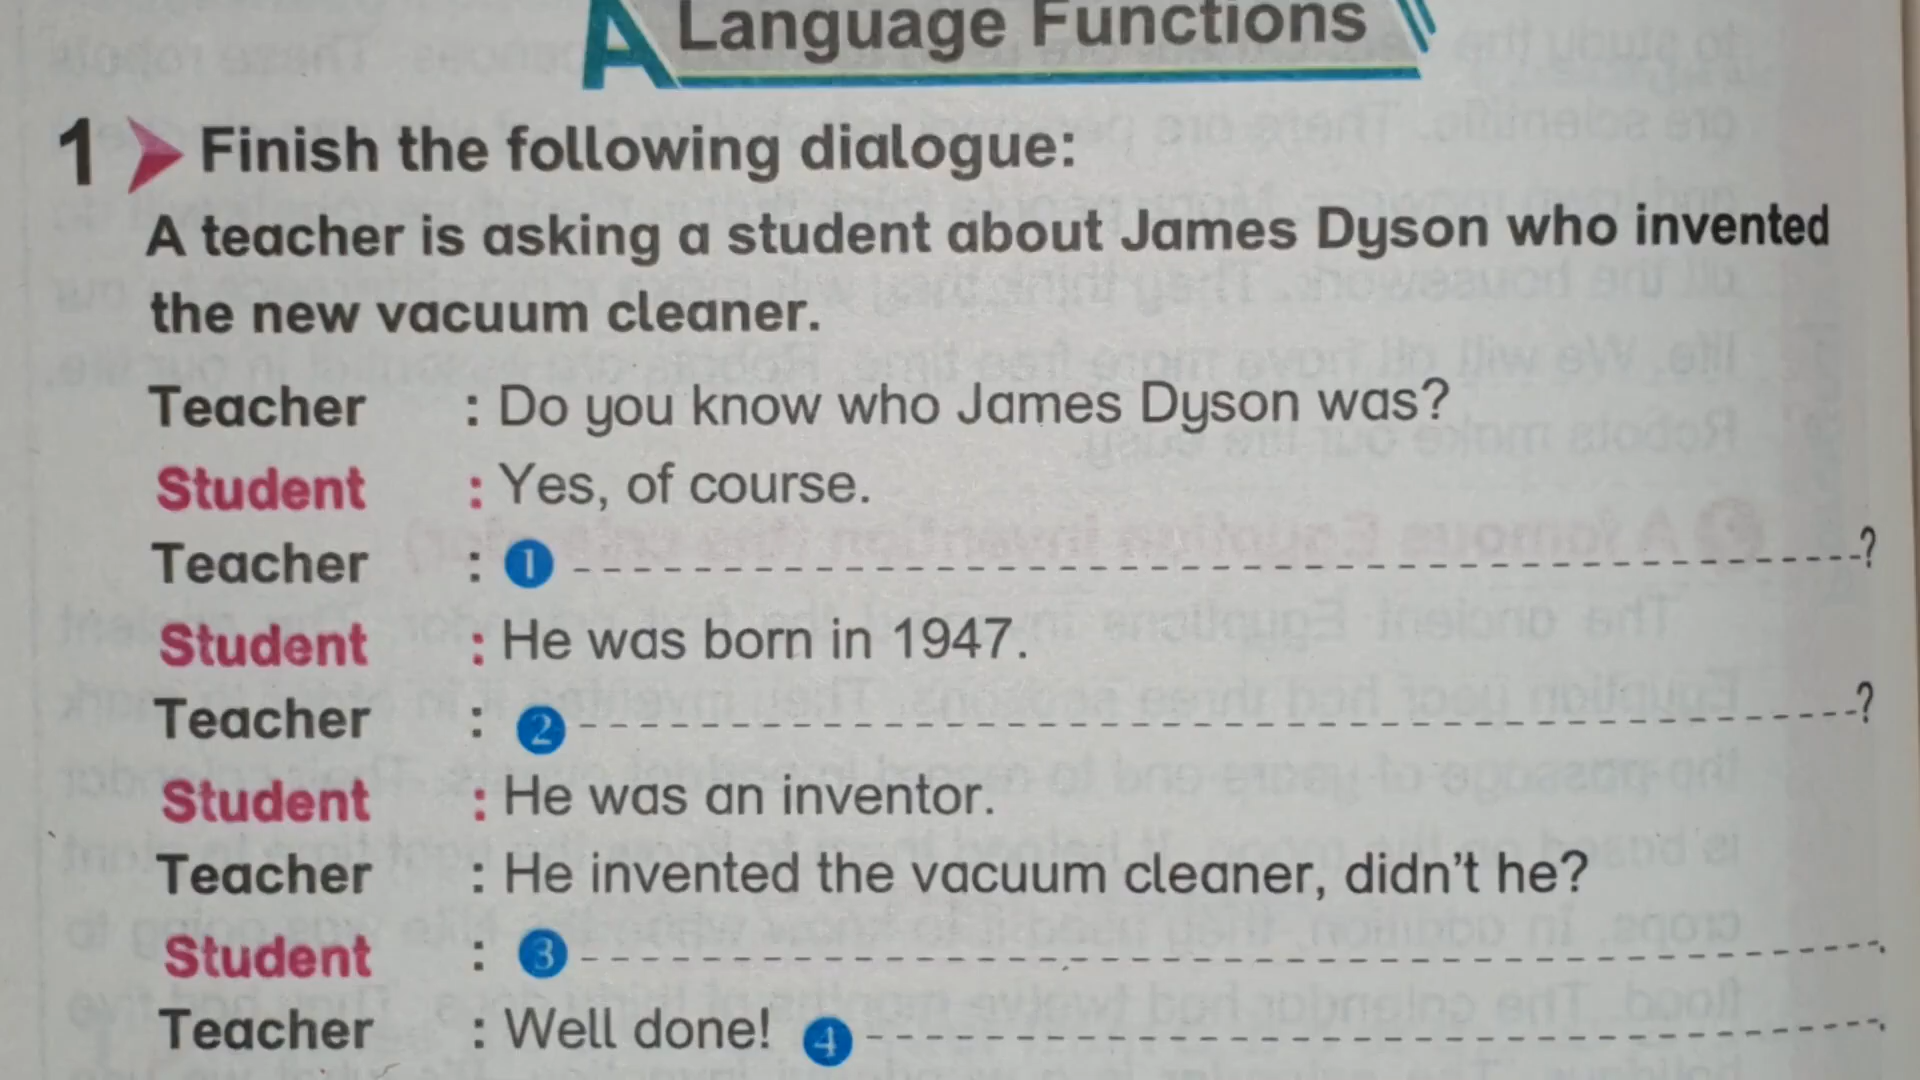 A Language Functions
1 Finish the following dialogue:
A teacher is asking a student about James Dyson who invented
the new vacuum cleaner.
Teacher : Do you know who James Dyson was?
Student : Yes, of course.
Teacher : 1 ?
Student : He was born in 1947.
Teacher : 2 ?
Student : He was an inventor.
Teacher : He invented the vacuum cleaner, didn't he?
Student : 3 .
Teacher : Well done! 4 .